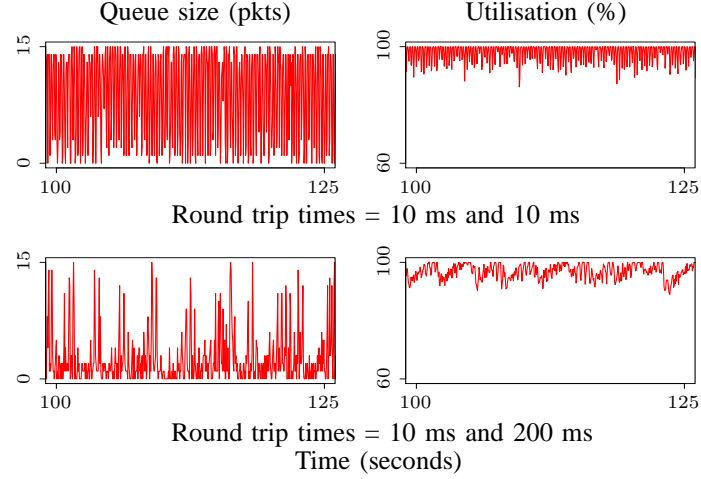 Queue size (pkts) Utilisation (%)
15 100
0 60
100 125 100 125
Round trip times = 10 ms and 10 ms
15 100
0 60
100 125 100 125
Round trip times = 10 ms and 200 ms
Time (seconds)